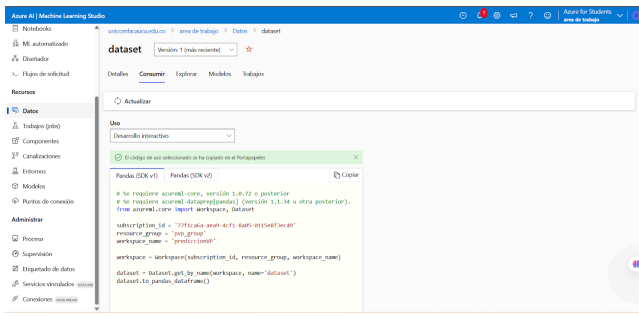 Azure AI | Machine Learning Studio
Azure for Students
area de trabajo
Notebooks
ML automatizado
Diseñador
Flujos de solicitud
Recursos
Datos
Trabajos (jobs)
Componentes
Canalizaciones
Entornos
Modelos
Puntos de conexión
Administrar
Proceso
Supervisión
Etiquetado de datos
Servicios vinculados
Conexiones
unicomfacauca.edu.co > area de trabajo > Datos > dataset
dataset
Versión: 1 (más reciente)
Detalles Consumir Explorar Modelos Trabajos
Actualizar
Uso
Desarrollo interactivo
El código de uso seleccionado se ha copiado en el Portapapeles
Pandas (SDK v1) Pandas (SDK v2) Copiar
# Se requiere azureml-core, versión 1.0.72 o posterior
# Se requiere azureml-dataprep[pandas] (versión 1.1.34 u otra posterior).
from azureml.core import Workspace, Dataset
subscription_id = '77f1ca6a-aea9-4cf1-8a05-0115e8f3ec49'
resource_group = 'pvp_group'
workspace_name = 'prediccionVP'
workspace = Workspace(subscription_id, resource_group, workspace_name)
dataset = Dataset.get_by_name(workspace, name='dataset')
dataset.to_pandas_dataframe()